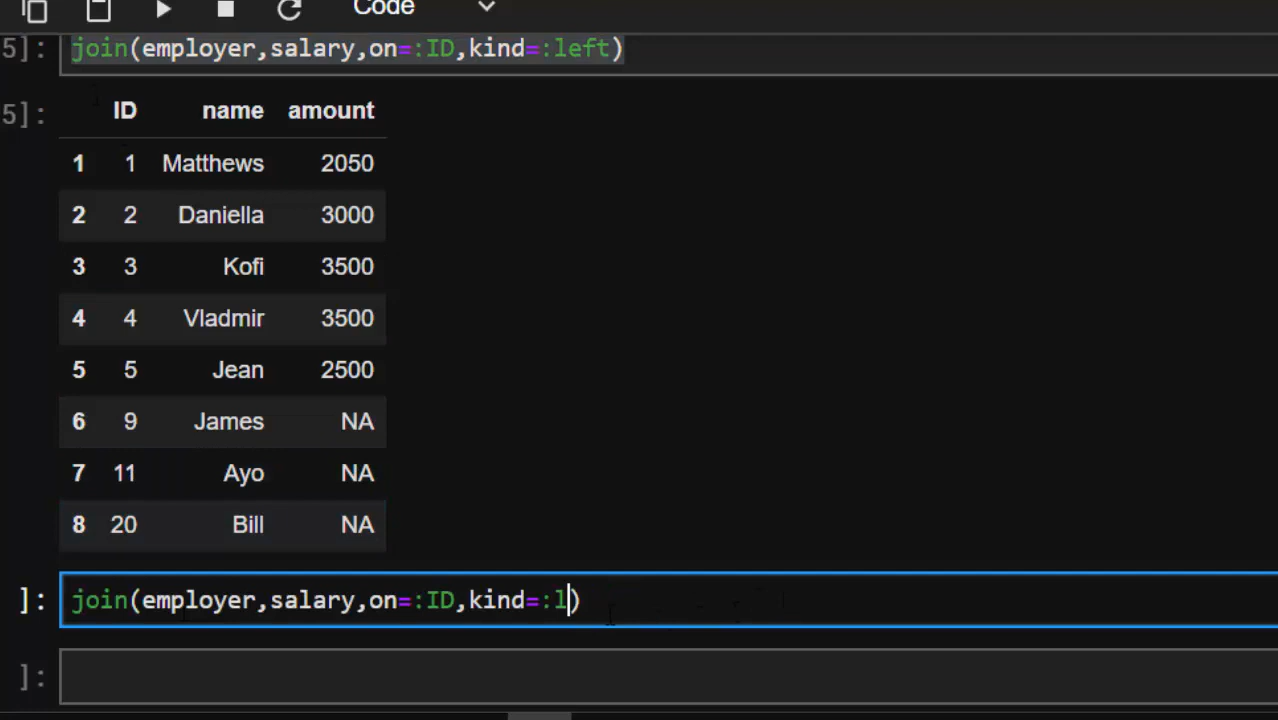 Code
5]: join(employer,salary,on=:ID,kind=:left)
5]:
ID name amount
1 1 Matthews 2050
2 2 Daniella 3000
3 3 Kofi 3500
4 4 Vladmir 3500
5 5 Jean 2500
6 9 James NA
7 11 Ayo NA
8 20 Bill NA
]: join(employer,salary,on=:ID,kind=:l)
]: